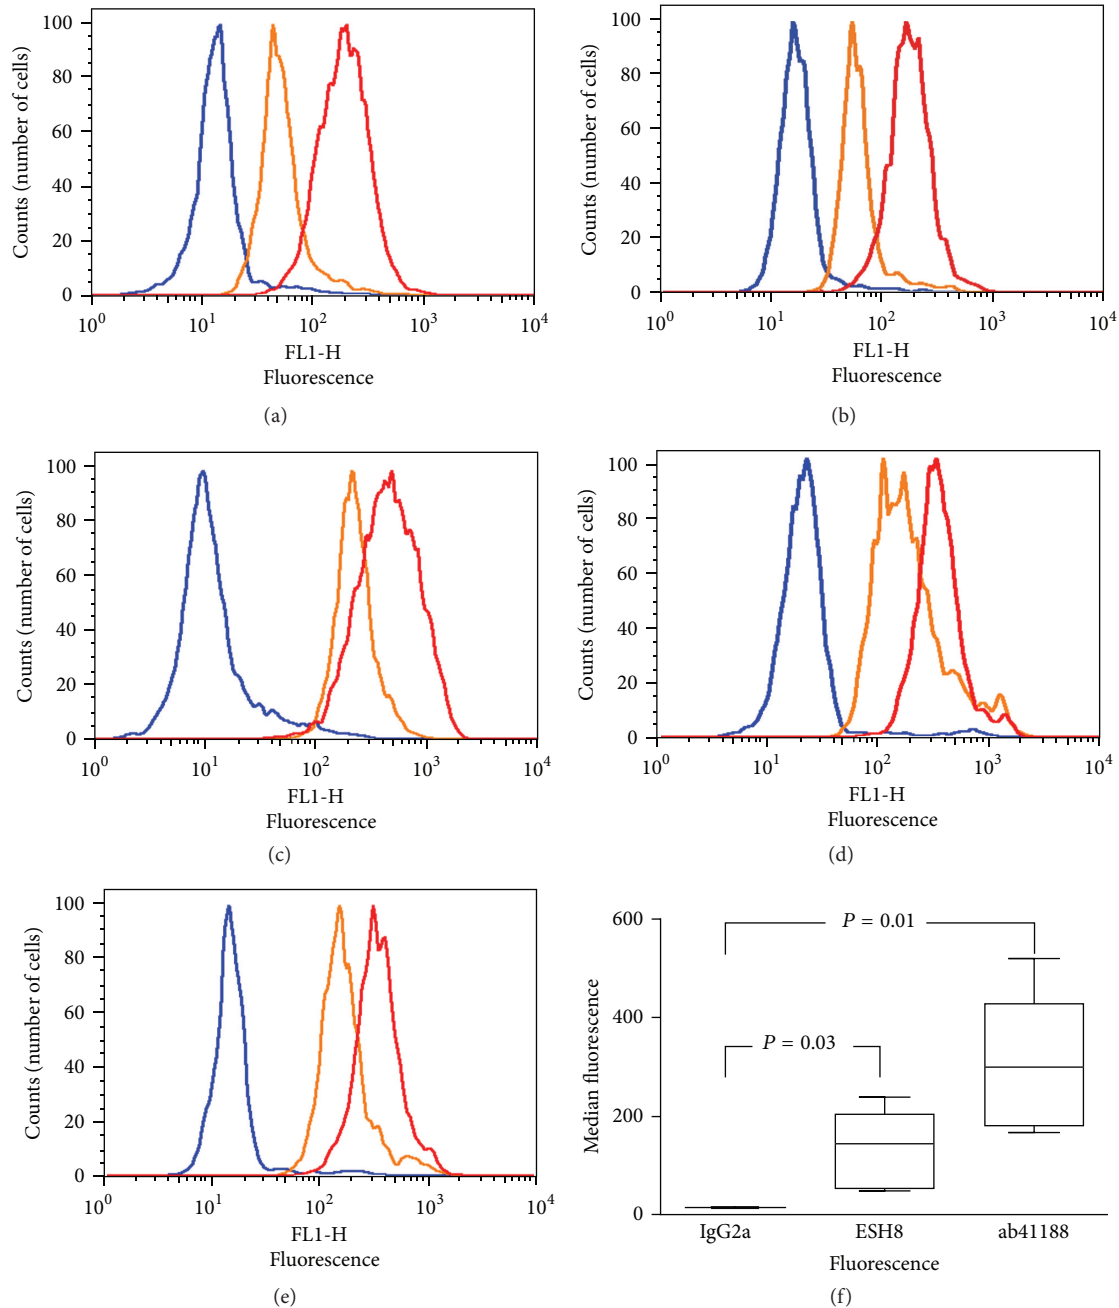 Counts (number of cells)
100
80
60
40
20
0
10^0 10^1 10^2 10^3 10^4
FL1-H
Fluorescence
(a)
Counts (number of cells)
100
80
60
40
20
0
10^0 10^1 10^2 10^3 10^4
FL1-H
Fluorescence
(b)
Counts (number of cells)
100
80
60
40
20
0
10^0 10^1 10^2 10^3 10^4
FL1-H
Fluorescence
(c)
Counts (number of cells)
100
80
60
40
20
0
10^0 10^1 10^2 10^3 10^4
FL1-H
Fluorescence
(d)
Counts (number of cells)
100
80
60
40
20
0
10^0 10^1 10^2 10^3 10^4
FL1-H
Fluorescence
(e)
Median fluorescence
600
400
200
0
P = 0.01
P = 0.03
IgG2a ESH8 ab41188
Fluorescence
(f)